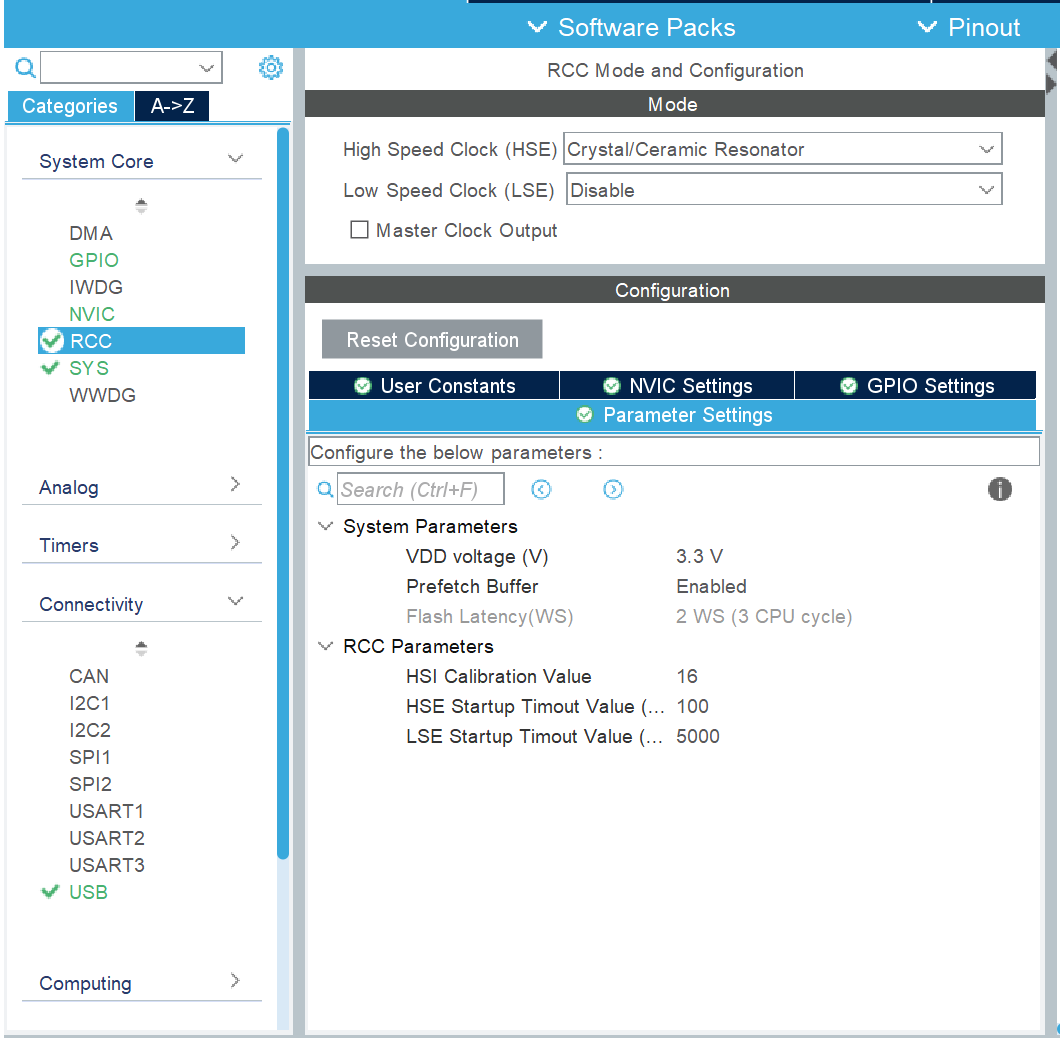 Software Packs
Pinout
Categories
A->Z
System Core
DMA
GPIO
IWDG
NVIC
RCC
SYS
WWDG
Analog
Timers
Connectivity
CAN
I2C1
I2C2
SPI1
SPI2
USART1
USART2
USART3
USB
Computing
RCC Mode and Configuration
Mode
High Speed Clock (HSE) Crystal/Ceramic Resonator
Low Speed Clock (LSE) Disable
Master Clock Output
Configuration
Reset Configuration
User Constants
NVIC Settings
GPIO Settings
Parameter Settings
Configure the below parameters :
Search (Ctrl+F)
System Parameters
VDD voltage (V) 3.3 V
Prefetch Buffer Enabled
Flash Latency(WS) 2 WS (3 CPU cycle)
RCC Parameters
HSI Calibration Value 16
HSE Startup Timout Value (... 100
LSE Startup Timout Value (... 5000